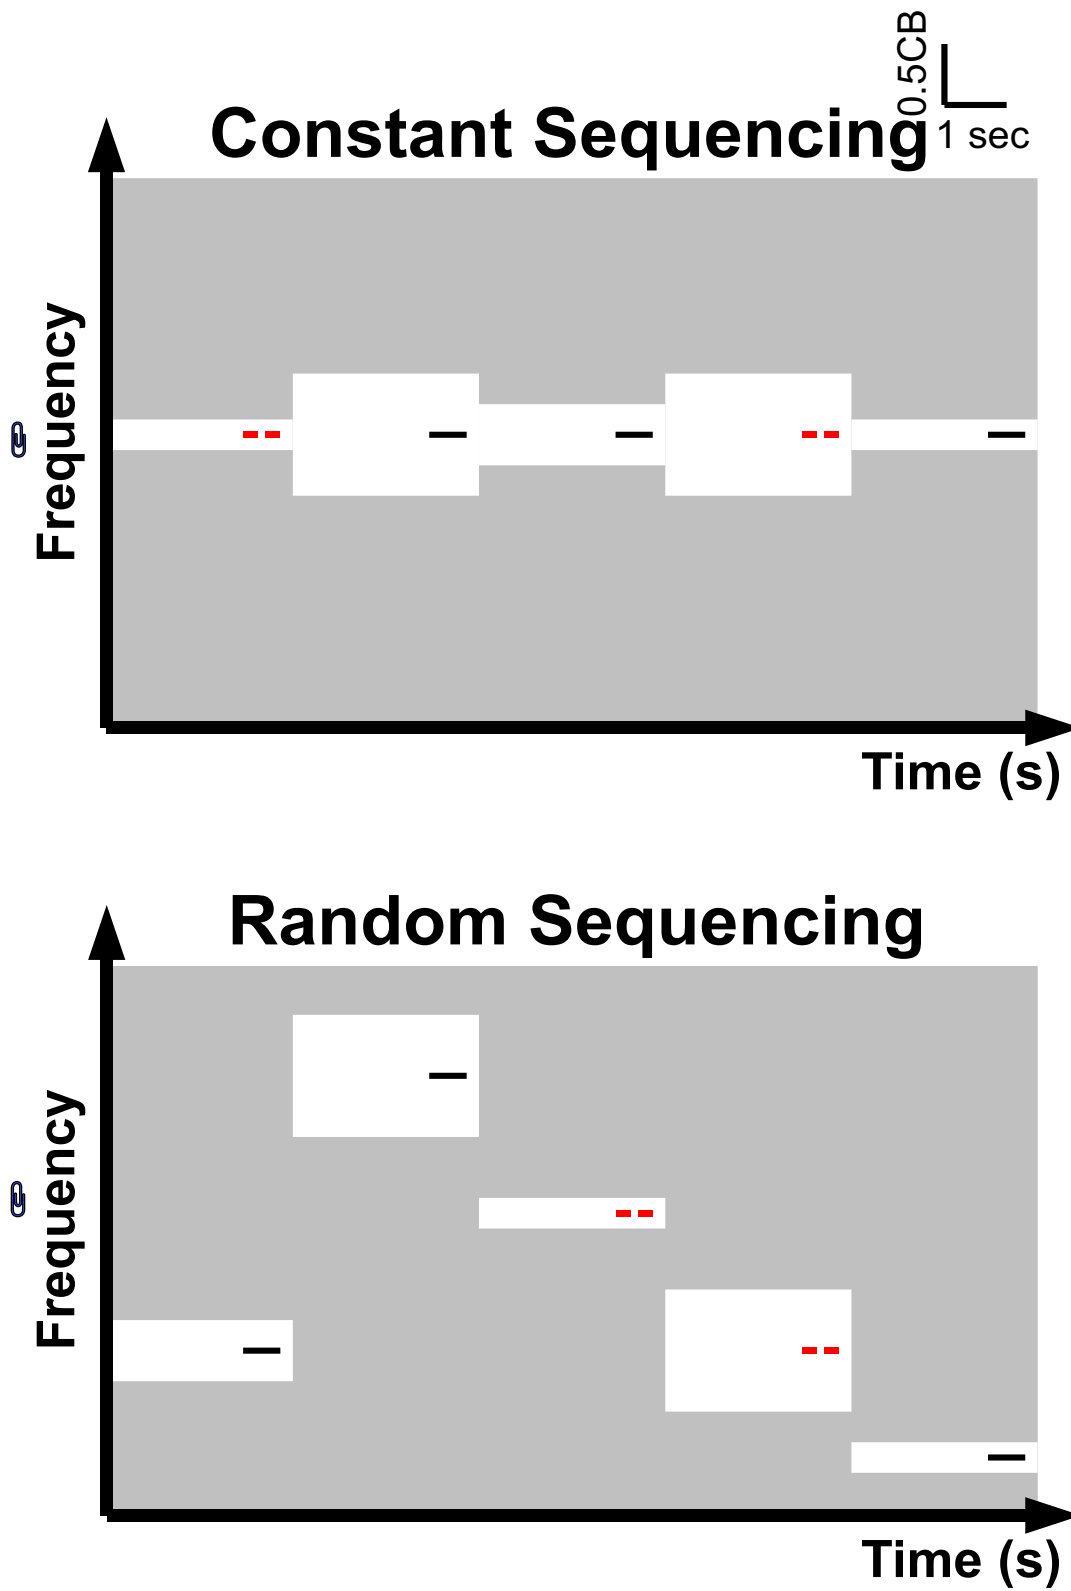 0.5CB
1 sec
Constant Sequencing
Frequency
Time (s)
Random Sequencing
Frequency
Time (s)